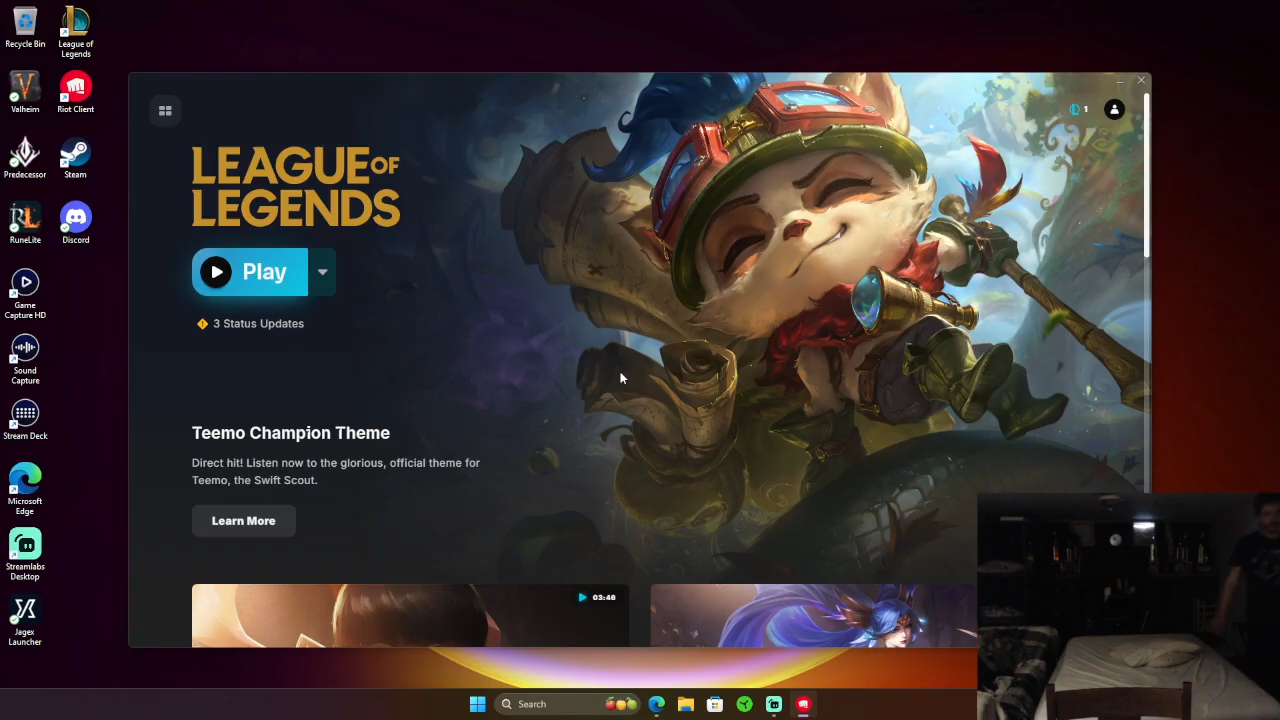 Recycle Bin
League of
Legends
Valheim
Riot Client
Predecessor
Steam
RuneLite
Discord
Game
Capture HD
Sound
Capture
Stream Deck
Microsoft
Edge
Streamlabs
Desktop
Jagex
Launcher
1
LEAGUE OF
LEGENDS
Play
3 Status Updates
Teemo Champion Theme
Direct hit! Listen now to the glorious, official theme for
Teemo, the Swift Scout.
Learn More
03:46
Search